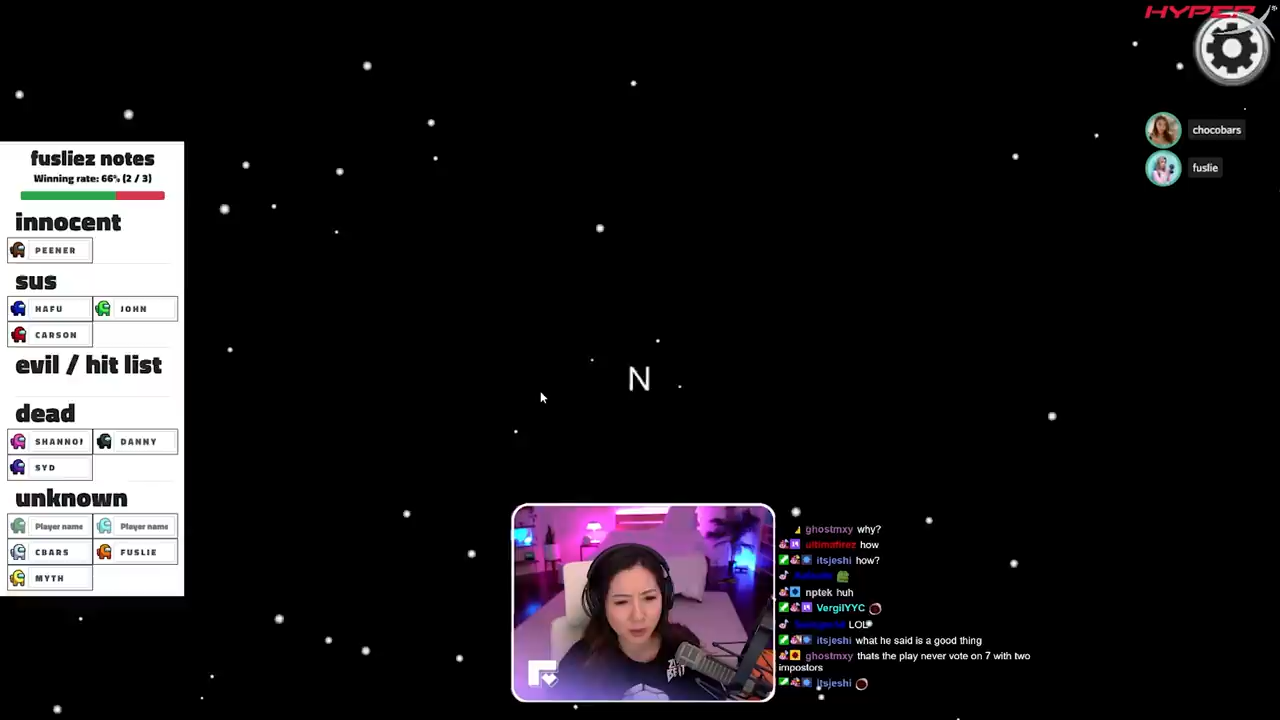 HYPERX
chocobars
fuslie
fusliez notes
Winning rate: 66% (2 / 3)
innocent
PEENER
sus
HAFU JOHN
CARSON
evil / hit list
dead
SHANNO! DANNY
SYD
unknown
Player name Player name
CBARS FUSLIE
MYTH
N
ghostmxy why?
ultimafirez how
itsjeshi how?
nptek huh
VergilYYC
LOL
itsjeshi what he said is a good thing
ghostmxy thats the play never vote on 7 with two
impostors
itsjeshi